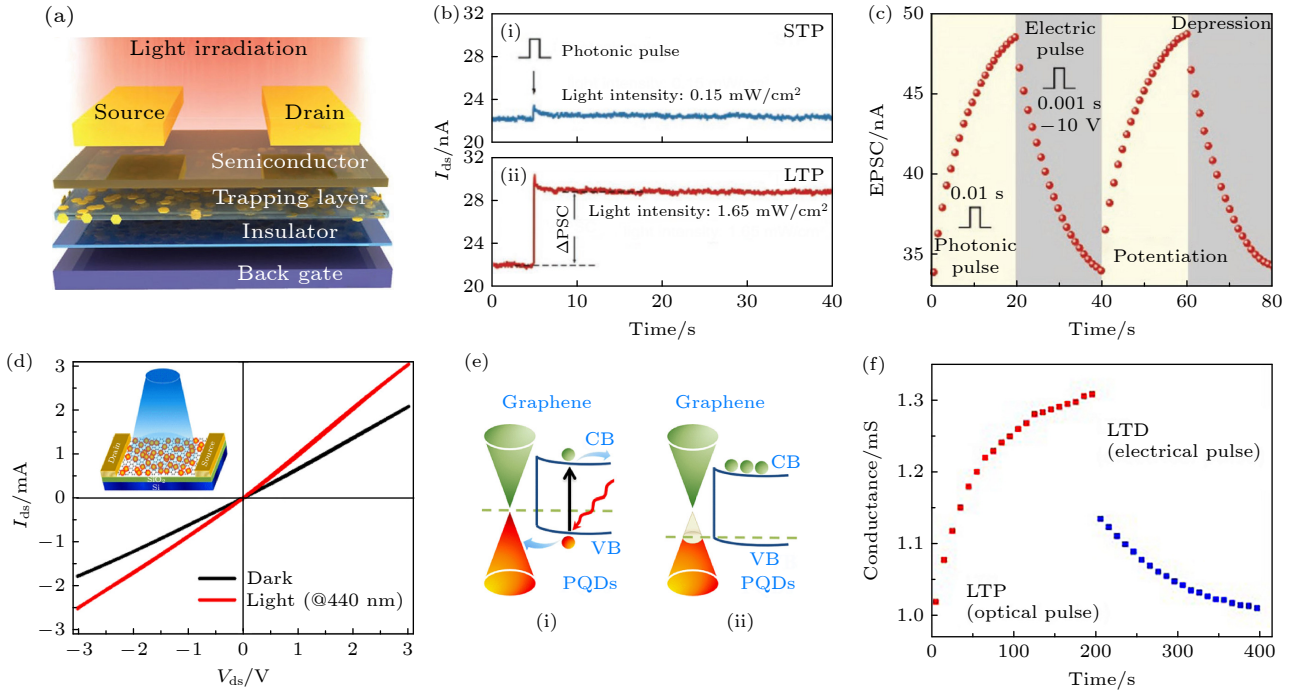 (a)
Light irradiation
Source
Drain
Semiconductor
Trapping layer
Insulator
Back gate
(b)
(i)
STP
Photonic pulse
Light intensity: 0.15 mW/cm²
26
24
22
20
(ii)
LTP
Light intensity: 1.65 mW/cm²
ΔPSC
32
28
24
20
I_ds/nA
0
10
20
30
40
Time/s
(c)
50
45
40
35
EPSC/nA
Electric
pulse
0.001 s
−10 V
Depression
0.01 s
Photonic
pulse
Potentiation
0
20
40
60
80
Time/s
(d)
3
2
1
0
−1
−2
−3
I_ds/mA
Drain
Source
SiO₂
Si
Dark
Light (@440 nm)
−3
−2
−1
0
1
2
3
V_ds/V
(e)
Graphene
CB
VB
PQDs
(i)
Graphene
CB
VB
PQDs
(ii)
(f)
1.3
1.2
1.1
1.0
Conductance/mS
LTD
(electrical pulse)
LTP
(optical pulse)
0
100
200
300
400
Time/s